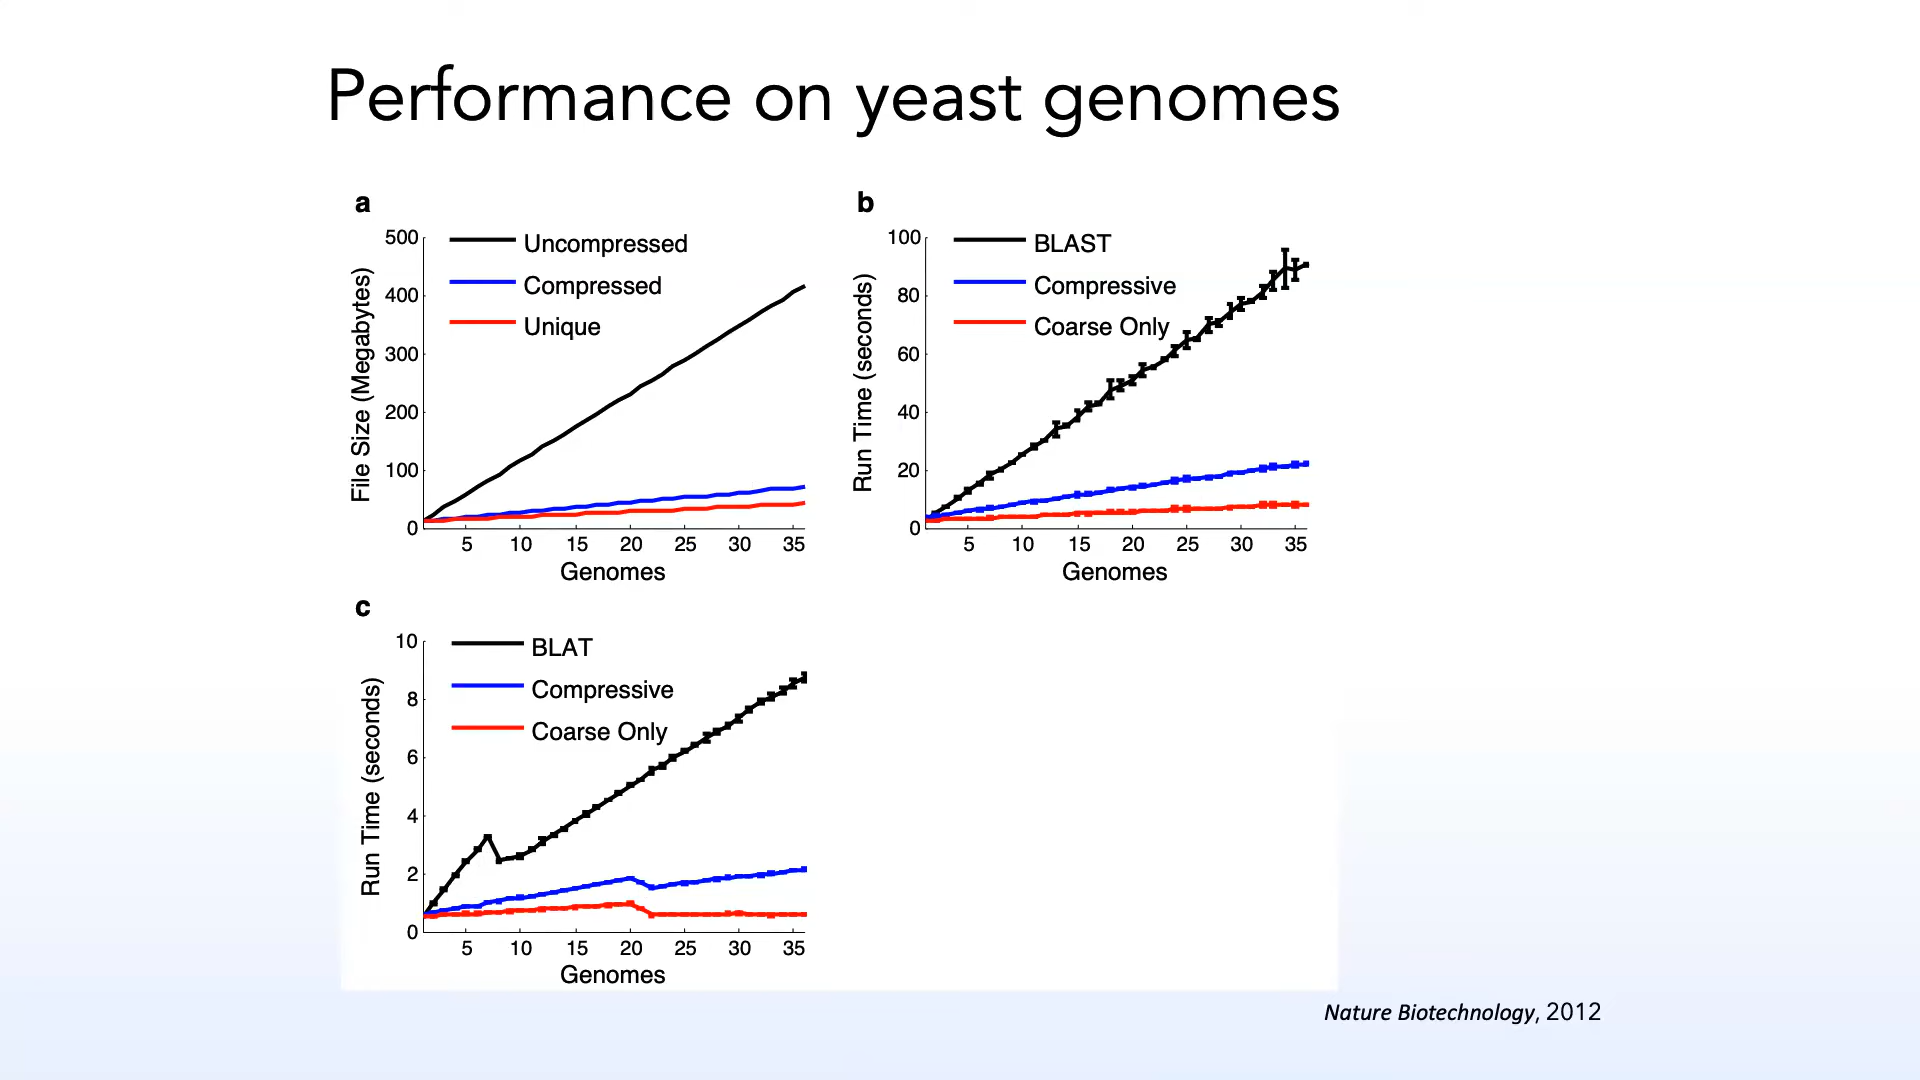 Performance on yeast genomes
a
500
400
300
200
100
0
File Size (Megabytes)
Uncompressed
Compressed
Unique
5 10 15 20 25 30 35
Genomes
b
100
80
60
40
20
0
Run Time (seconds)
BLAST
Compressive
Coarse Only
5 10 15 20 25 30 35
Genomes
c
10
8
6
4
2
0
Run Time (seconds)
BLAT
Compressive
Coarse Only
5 10 15 20 25 30 35
Genomes
Nature Biotechnology, 2012